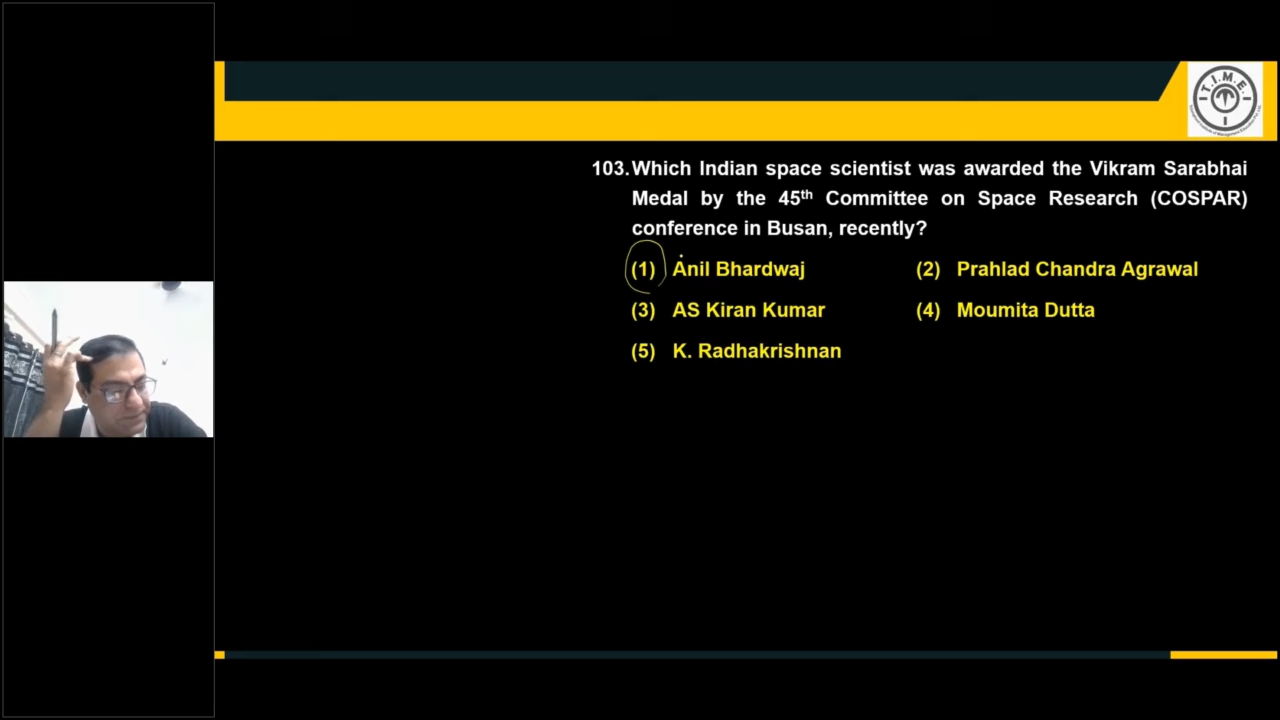 T.I.M.E.
103. Which Indian space scientist was awarded the Vikram Sarabhai
Medal by the 45th Committee on Space Research (COSPAR)
conference in Busan, recently?
(1) Anil Bhardwaj (2) Prahlad Chandra Agrawal
(3) AS Kiran Kumar (4) Moumita Dutta
(5) K. Radhakrishnan